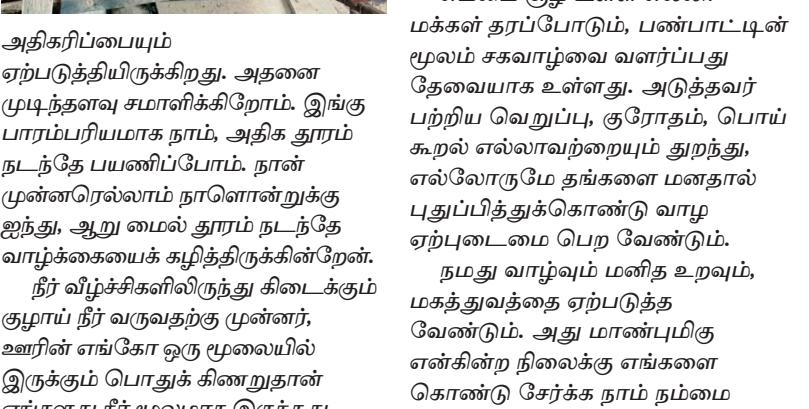 அதிகரிப்பையும்
ஏற்படுத்தியிருக்கிறது. அதனை
முடிந்தளவு சமாளிக்கிறோம். இங்கு
பாரம்பரியமாக நாம், அதிக தூரம்
நடந்தே பயணிப்போம். நான்
முன்னரெல்லாம் நாளொன்றுக்கு
ஐந்து, ஆறு மைல் தூரம் நடந்தே
வாழ்க்கையைக் கழித்திருக்கின்றேன்.
நீர் வீழ்ச்சிகளிலிருந்து கிடைக்கும்
குழாய் நீர் வருவதற்கு முன்னர்,
ஊரின் எங்கோ ஒரு மூலையில்
இருக்கும் பொதுக் கிணறுதான்
மக்கள் தரப்போடும், பண்பாட்டின்
மூலம் சகவாழ்வை வளர்ப்பது
தேவையாக உள்ளது. அடுத்தவர்
பற்றிய வெறுப்பு, குரோதம், பொய்
கூறல் எல்லாவற்றையும் துறந்து,
எல்லோருமே தங்களை மனதால்
புதுப்பித்துக்கொண்டு வாழ
ஏற்புடைமை பெற வேண்டும்.
நமது வாழ்வும் மனித உறவும்,
மகத்துவத்தை ஏற்படுத்த
வேண்டும். அது மாண்புமிகு
என்கின்ற நிலைக்கு எங்களை
கொண்டு சேர்க்க நாம் நம்மை